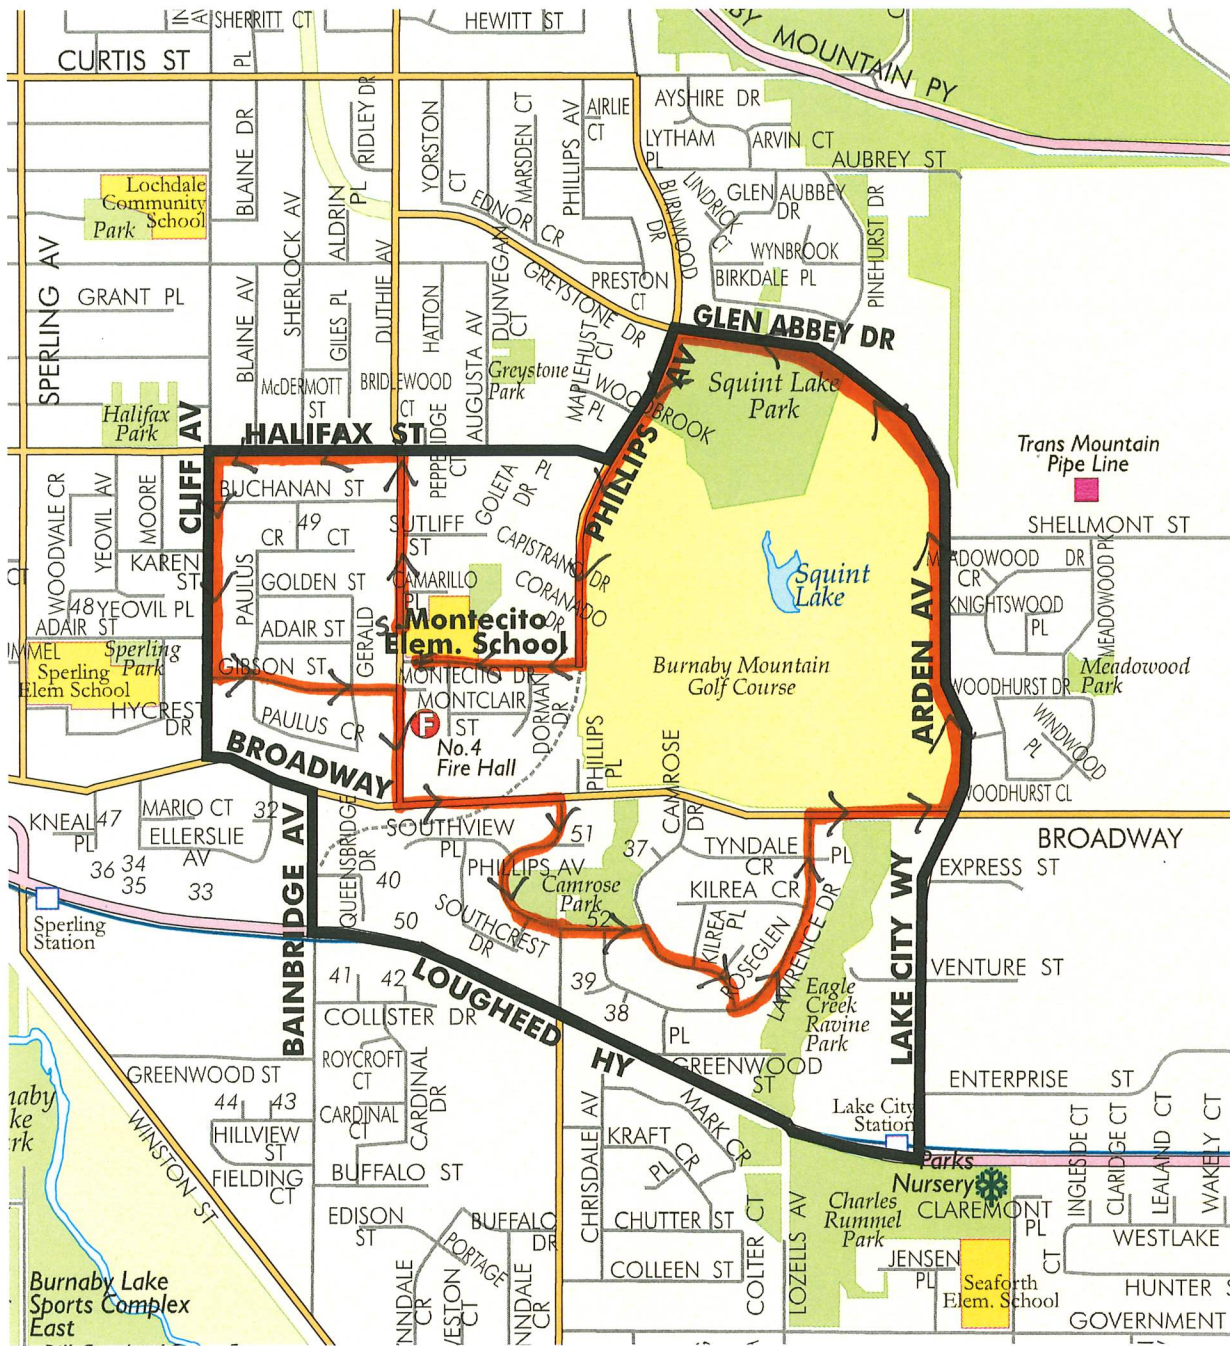 SHERRITT CT
HEWITT ST
BY MOUNTAIN PY
CURTIS ST
PL
RIDLEY DR
AIRLIE
CT
AYSHIRE DR
LYTHAM
PL
ARVIN CT
AUBREY ST
BLAINE DR
YORSTON
CT
MARSDEN CT
PHILLIPS AV
Lochdale
Community
School
Park
SHERLOCK AV
ALDRIN
PL
EDNOR CR
BURNWOOD
DR
LINDRICK
CT
GLEN AUBBEY
DR
WYNBROOK
BIRKDALE PL
PINEHURST DR
SPERLING AV
GRANT PL
BLAINE AV
GILES PL
DUTHIE AV
HATTON
AUGUSTA AV
DUNVEGAN
CT
GREYSTONE DR
PRESTON
CT
GLEN ABBEY DR
McDERMOTT
ST
BRIDLEWOOD
CT
Greystone
Park
MAPLEHUST
CT
WOODBROOK
PL
Squint Lake
Park
Halifax
Park
CLIFF AV
HALIFAX ST
PEPPERIDGE
CT
GOLETA
DR
PL
PHILLIPS AV
Trans Mountain
Pipe Line
WOODVALE CR
YEOVIL AV
MOORE
BUCHANAN ST
SUTLIFF
ST
CAPISTRANO DR
SHELLMONT ST
CR
49
CT
KAREN
ST
PAULUS
GOLDEN ST
CAMARILLO
PL
CORANADO
DR
Squint
Lake
MEADOWOOD DR
CR
KNIGHTSWOOD
PL
MEADOWOOD PK
CT
48
YEOVIL PL
ADAIR ST
ADAIR ST
GERALD
S
Montecito
Elem. School
Sperling
Park
Sperling
Elem School
GIBSON ST
MONTECITO DR
Burnaby Mountain
Golf Course
ARDEN AV
WOODHURST DR
Meadowood
Park
HYCREST
DR
PAULUS CR
MONTCLAIR
ST
DORMAN
DR
F
No.4
Fire Hall
PHILLIPS
PL
WINDWOOD
PL
BROADWAY
CAMROSE
DR
WOODHURST CL
KNEAL
PL
47
MARIO CT
32
ELLERSLIE
AV
36
34
35
33
BAINBRIDGE AV
QUEENSBRIDGE
DR
SOUTHVIEW
PL
51
37
TYNDALE
CR
PL
BROADWAY
PHILLIPS AV
Camrose
Park
KILREA CR
EXPRESS ST
40
50
SOUTHCREST
DR
52
KILREA
PL
ROSEGLEN
LAWRENCE DR
LAKE CITY WY
Sperling
Station
41
42
LOUGHEED HY
39
38
PL
Eagle
Creek
Ravine
Park
VENTURE ST
COLLISTER DR
GREENWOOD ST
ROYCROFT
CT
CARDINAL
DR
GREENWOOD
ST
ENTERPRISE ST
44
43
HILLVIEW
ST
CARDINAL
CT
CHRISDALE AV
MARK CR
Lake City
Station
KRAFT
CR
PL
WINSTON ST
FIELDING
CT
BUFFALO ST
Parks
Nursery
CLAREMONT
PL
INGLESIDE CT
CLARIDGE CT
LEALAND CT
WAKELY CT
EDISON
ST
BUFFALO
DR
PORTAGE
CHUTTER ST
COLTER CT
LOZELLS AV
Charles
Rummel
Park
JENSEN
PL
CT
WESTLAKE
COLLEEN ST
Seaforth
Elem. School
HUNTER
GOVERNMENT
Burnaby Lake
Sports Complex
East
CR
CT
CR